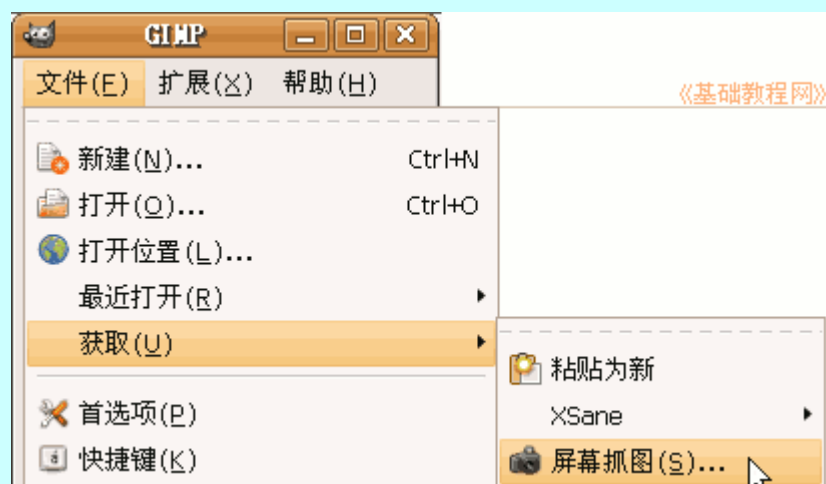 GIMP
文件(F) 扩展(X) 帮助(H)
《基础教程网》
新建(N)... Ctrl+N
打开(O)... Ctrl+O
打开位置(L)...
最近打开(R)
获取(U)
粘贴为新
XSane
首选项(P)
快捷键(K)
屏幕抓图(S)...